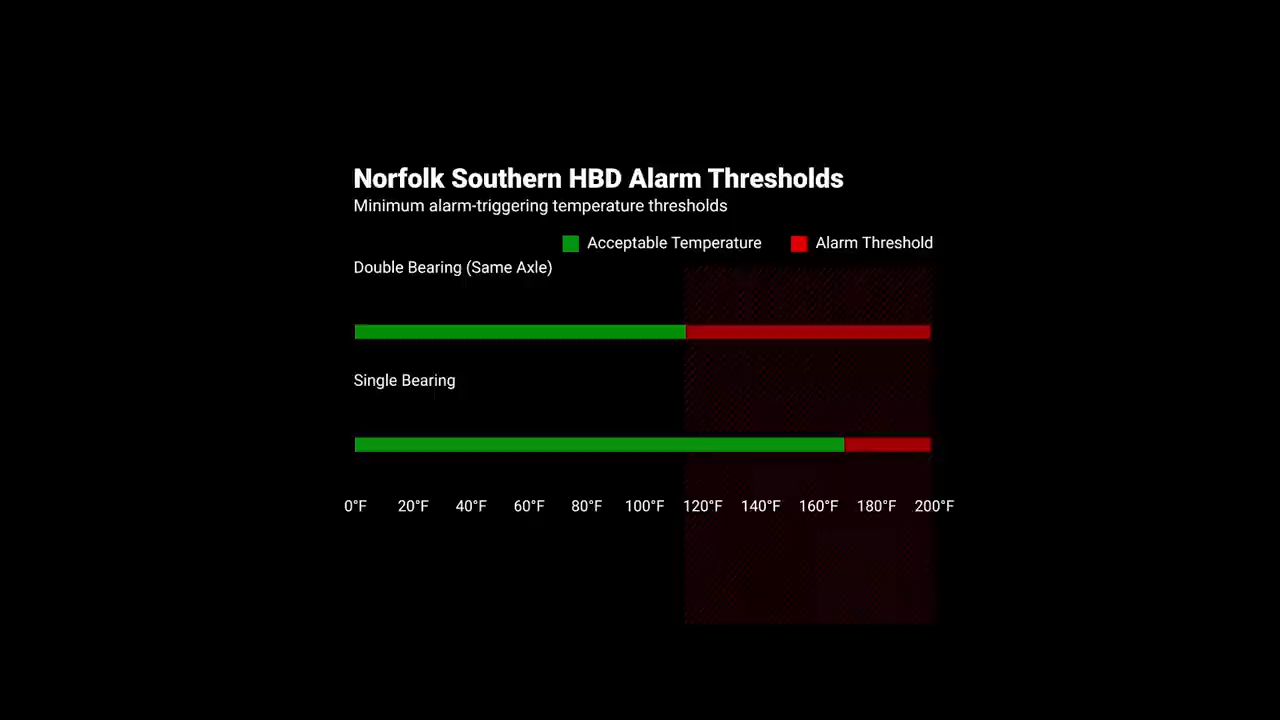 Norfolk Southern HBD Alarm Thresholds
Minimum alarm-triggering temperature thresholds
Acceptable Temperature Alarm Threshold
Double Bearing (Same Axle)
Single Bearing
0°F 20°F 40°F 60°F 80°F 100°F 120°F 140°F 160°F 180°F 200°F